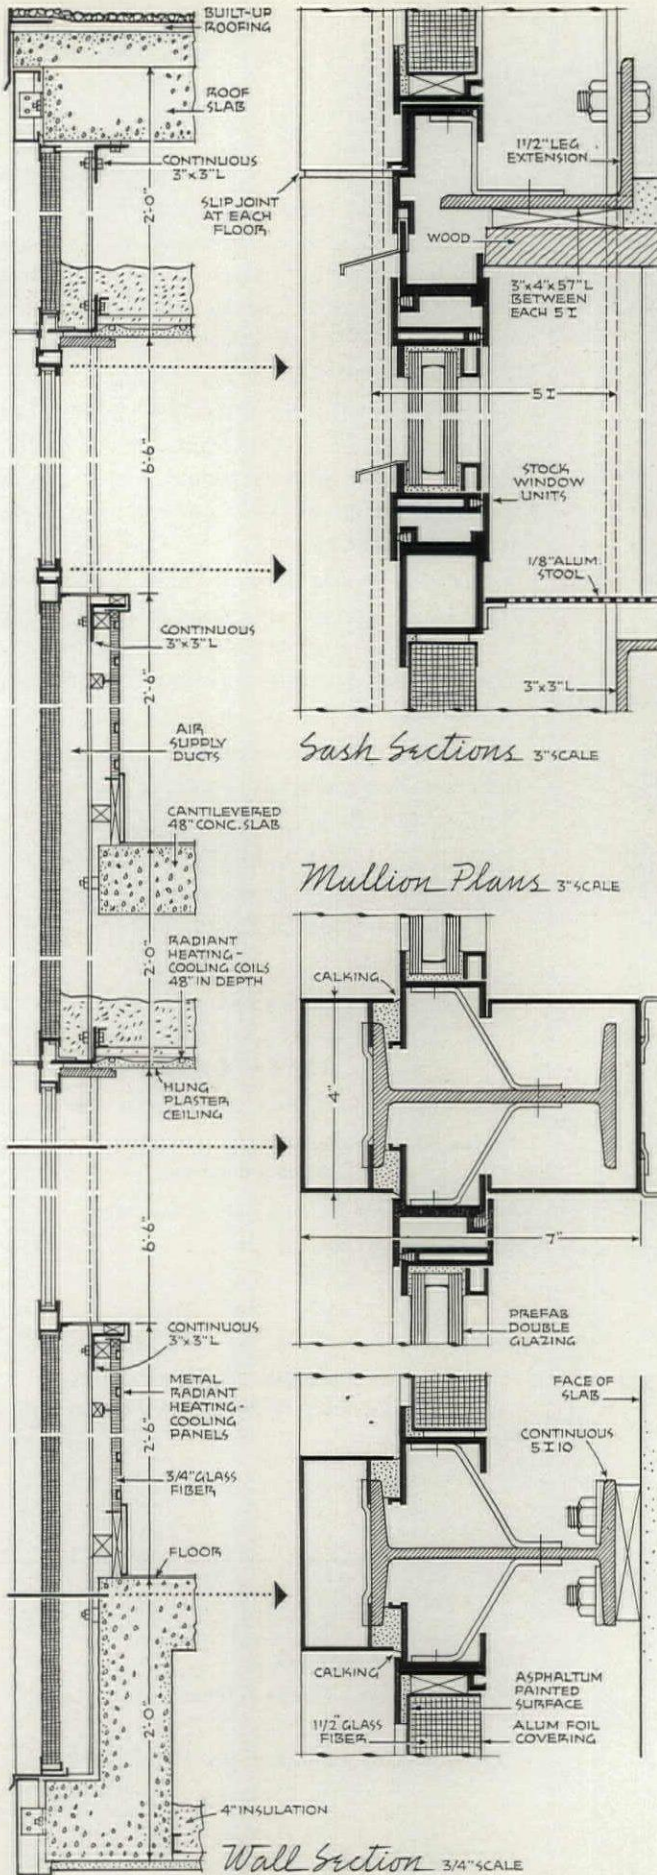 BUILT-UP
ROOFING
ROOF
SLAB
CONTINUOUS
3"x3"L
2'-0"
SLIP JOINT
AT EACH
FLOOR
6'-6"
CONTINUOUS
3"x3"L
2'-6"
AIR
SUPPLY
DUCTS
CANTILEVERED
48" CONC. SLAB
2'-0"
RADIANT
HEATING-
COOLING COILS
48" IN DEPTH
HUNG
PLASTER
CEILING
6'-6"
CONTINUOUS
3"x3"L
METAL
RADIANT
HEATING-
COOLING
PANELS
2'-6"
3/4" GLASS
FIBER
FLOOR
2'-0"
4" INSULATION
Wall Section 3/4" SCALE
1 1/2" LEG
EXTENSION
WOOD
3"x4"x57"L
BETWEEN
EACH 5 I
5 I
STOCK
WINDOW
UNITS
1/8" ALUM.
STOOL
3"x3"L
Sash Sections 3" SCALE
Mullion Plans 3" SCALE
CALKING
4"
7"
PREFAB
DOUBLE
GLAZING
FACE OF
SLAB
CONTINUOUS
5 I 10
CALKING
ASPHALTUM
PAINTED
SURFACE
1 1/2" GLASS
FIBER
ALUM FOIL
COVERING